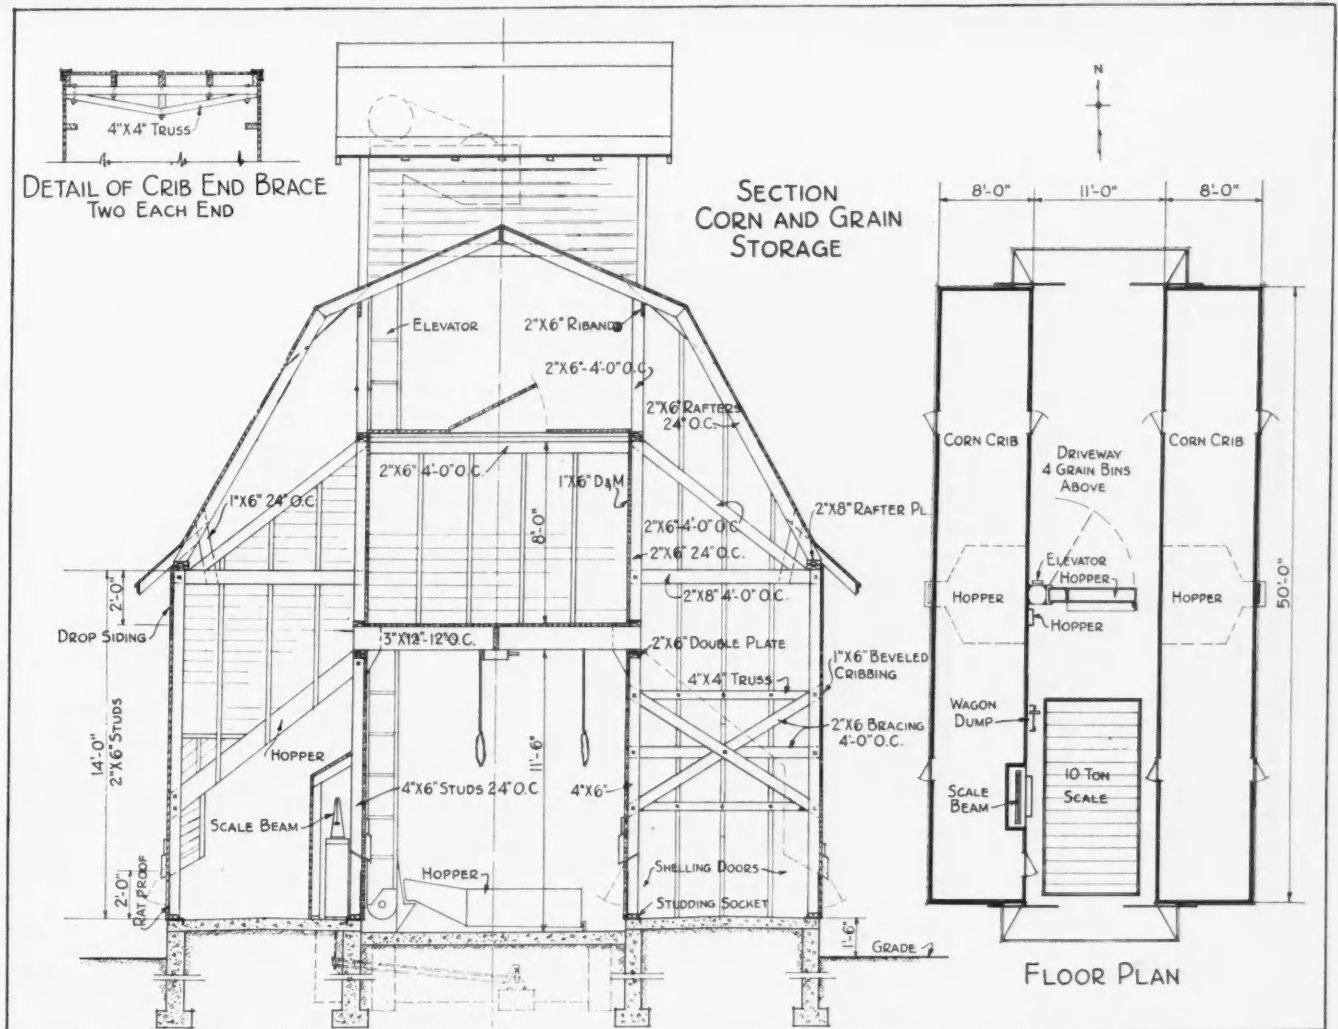 4"X4" TRUSS
DETAIL OF CRIB END BRACE
TWO EACH END
SECTION
CORN AND GRAIN
STORAGE
ELEVATOR
2"X6" RIBAND
2"X6"-4'-0" O.C.
2"X6" RAFTERS
24" O.C.
2"X6" 4'-0" O.C.
1"X6" D&M
1"X6" 24" O.C.
8'-0"
2"X6"-4'-0" O.C.
2"X8" RAFTER PL.
2"X6" 24" O.C.
2"X8" 4'-0" O.C.
2'-0"
DROP SIDING
3"X12"-12" O.C.
2"X6" DOUBLE PLATE
4"X4" TRUSS
1"X6" BEVELED
CRIBBING
2"X6" BRACING
4'-0" O.C.
14'-0"
2"X6" STUDS
HOPPER
11'-6"
4"X6" STUDS 24" O.C.
4"X6"
SCALE BEAM
2'-0"
RAT PROOF
HOPPER
SHELLING DOORS
STUDDING SOCKET
1'-6"
GRADE
N
8'-0"
11'-0"
8'-0"
CORN CRIB
CORN CRIB
DRIVEWAY
4 GRAIN BINS
ABOVE
ELEVATOR
HOPPER
HOPPER
HOPPER
HOPPER
50'-0"
WAGON
DUMP
SCALE
BEAM
10 TON
SCALE
FLOOR PLAN